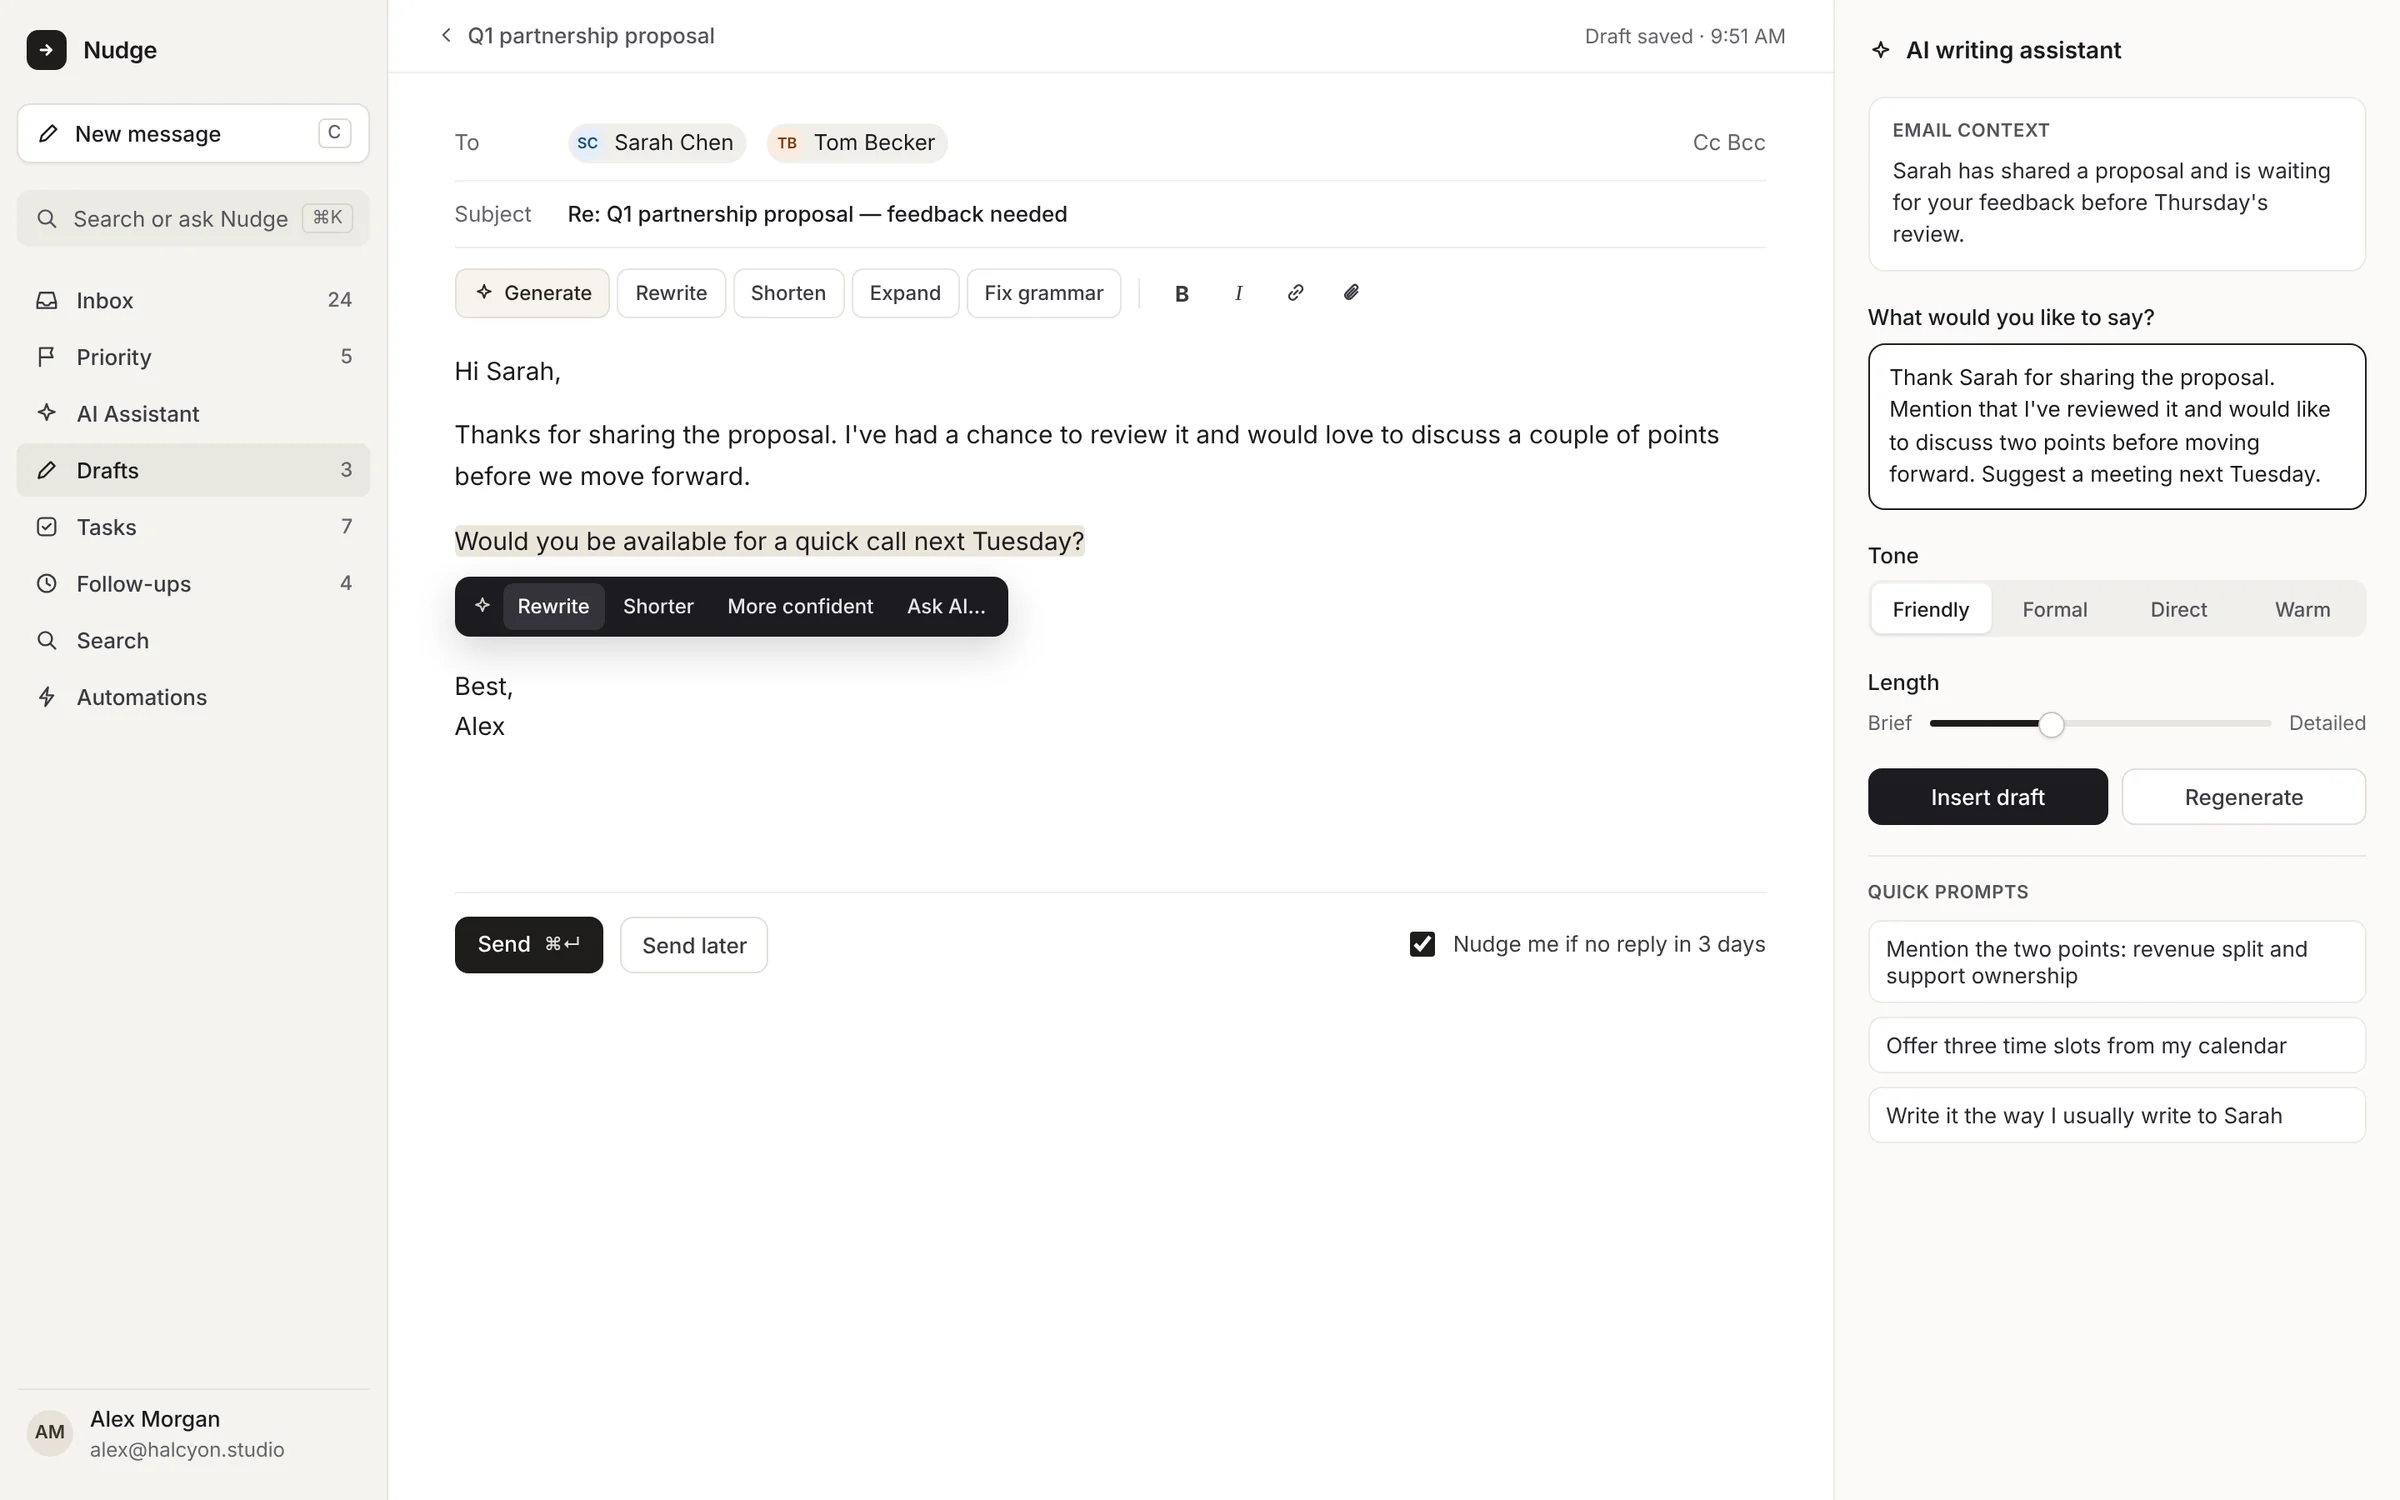 Nudge
New message C
Search or ask Nudge ⌘K
Inbox 24
Priority 5
AI Assistant
Drafts 3
Tasks 7
Follow-ups 4
Search
Automations
AM
Alex Morgan
alex@halcyon.studio
Q1 partnership proposal
Draft saved · 9:51 AM
To SC Sarah Chen TB Tom Becker Cc Bcc
Subject Re: Q1 partnership proposal — feedback needed
Generate Rewrite Shorten Expand Fix grammar B I
Hi Sarah,
Thanks for sharing the proposal. I've had a chance to review it and would love to discuss a couple of points
before we move forward.
Would you be available for a quick call next Tuesday?
Rewrite Shorter More confident Ask AI...
Best,
Alex
Send ⌘↵ Send later Nudge me if no reply in 3 days
AI writing assistant
EMAIL CONTEXT
Sarah has shared a proposal and is waiting
for your feedback before Thursday's
review.
What would you like to say?
Thank Sarah for sharing the proposal.
Mention that I've reviewed it and would like
to discuss two points before moving
forward. Suggest a meeting next Tuesday.
Tone
Friendly Formal Direct Warm
Length
Brief Detailed
Insert draft Regenerate
QUICK PROMPTS
Mention the two points: revenue split and
support ownership
Offer three time slots from my calendar
Write it the way I usually write to Sarah